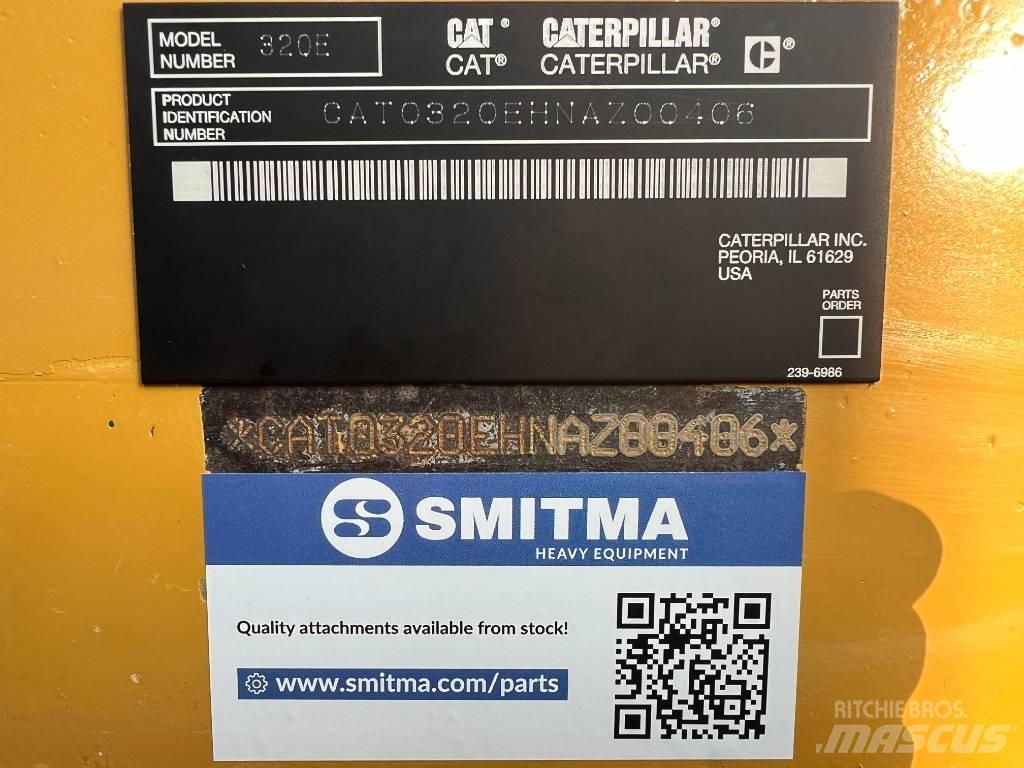 MODEL NUMBER 320E
CAT CATERPILLAR
CAT® CATERPILLAR® C®
PRODUCT IDENTIFICATION NUMBER CAT0320EHNAZ00406
CATERPILLAR INC.
PEORIA, IL 61629
USA
PARTS
ORDER
239-6986
*CAT0320EHNAZ00406*
SMITMA
HEAVY EQUIPMENT
Quality attachments available from stock!
www.smitma.com/parts
RITCHIE BROS.
MASCUS